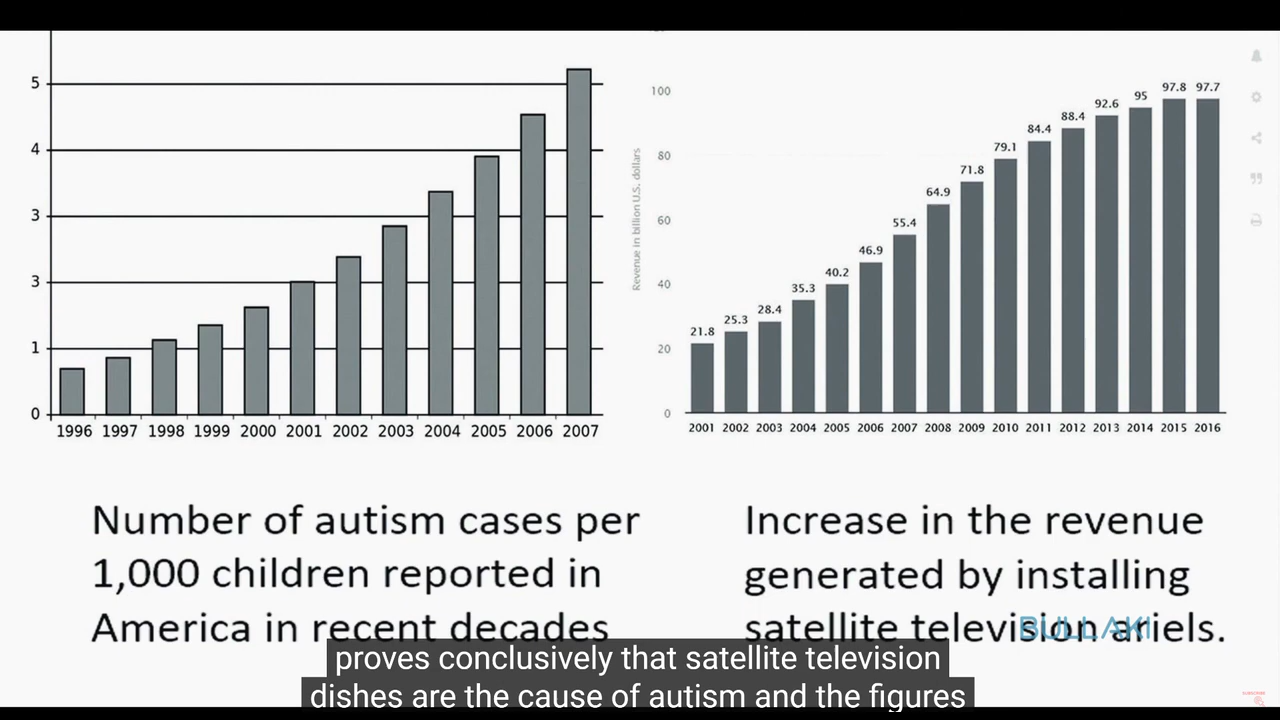 5
4
3
3
1
0
1996 1997 1998 1999 2000 2001 2002 2003 2004 2005 2006 2007
Number of autism cases per
1,000 children reported in
America in recent decades
Revenue in billion U.S. dollars
100
80
60
40
20
0
21.8 25.3 28.4 35.3 40.2 46.9 55.4 64.9 71.8 79.1 84.4 88.4 92.6 95 97.8 97.7
2001 2002 2003 2004 2005 2006 2007 2008 2009 2010 2011 2012 2013 2014 2015 2016
Increase in the revenue
generated by installing
satellite television ariels.
BULLAKI
proves conclusively that satellite television
dishes are the cause of autism and the figures
SUBSCRIBE